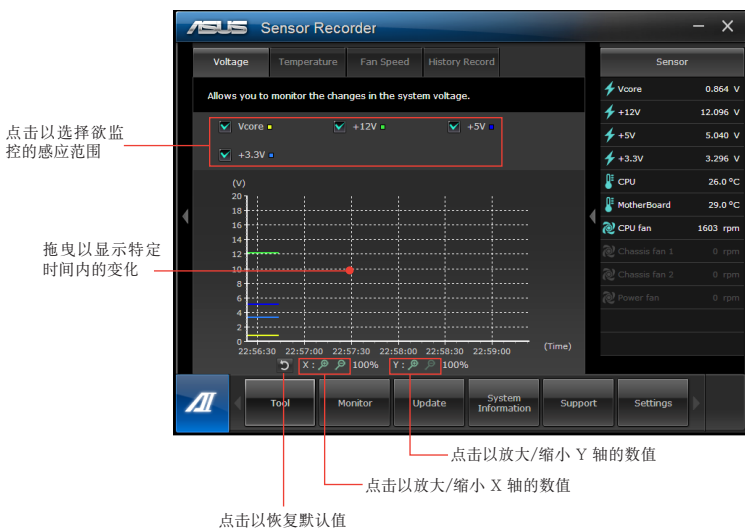 ASUS Sensor Recorder
Voltage Temperature Fan Speed History Record
Allows you to monitor the changes in the system voltage.
Vcore +12V +5V
+3.3V
点击以选择欲监
控的感应范围
(V)
20
18
16
14
12
10
8
6
4
2
0
22:56:30 22:57:00 22:57:30 22:58:00 22:58:30 22:59:00 (Time)
拖曳以显示特定
时间内的变化
X : 100% Y : 100%
Sensor
Vcore 0.864 V
+12V 12.096 V
+5V 5.040 V
+3.3V 3.296 V
CPU 26.0 ºC
MotherBoard 29.0 ºC
CPU fan 1603 rpm
Chassis fan 1 0 rpm
Chassis fan 2 0 rpm
Power fan 0 rpm
AI Tool Monitor Update System Information Support Settings
点击以放大/缩小 Y 轴的数值
点击以放大/缩小 X 轴的数值
点击以恢复默认值